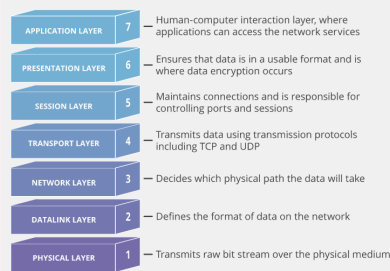 APPLICATION LAYER 7 — Human-computer interaction layer, where
applications can access the network services
PRESENTATION LAYER 6 — Ensures that data is in a usable format and is
where data encryption occurs
SESSION LAYER 5 — Maintains connections and is responsible for
controlling ports and sessions
TRANSPORT LAYER 4 — Transmits data using transmission protocols
including TCP and UDP
NETWORK LAYER 3 — Decides which physical path the data will take
DATALINK LAYER 2 — Defines the format of data on the network
PHYSICAL LAYER 1 — Transmits raw bit stream over the physical medium